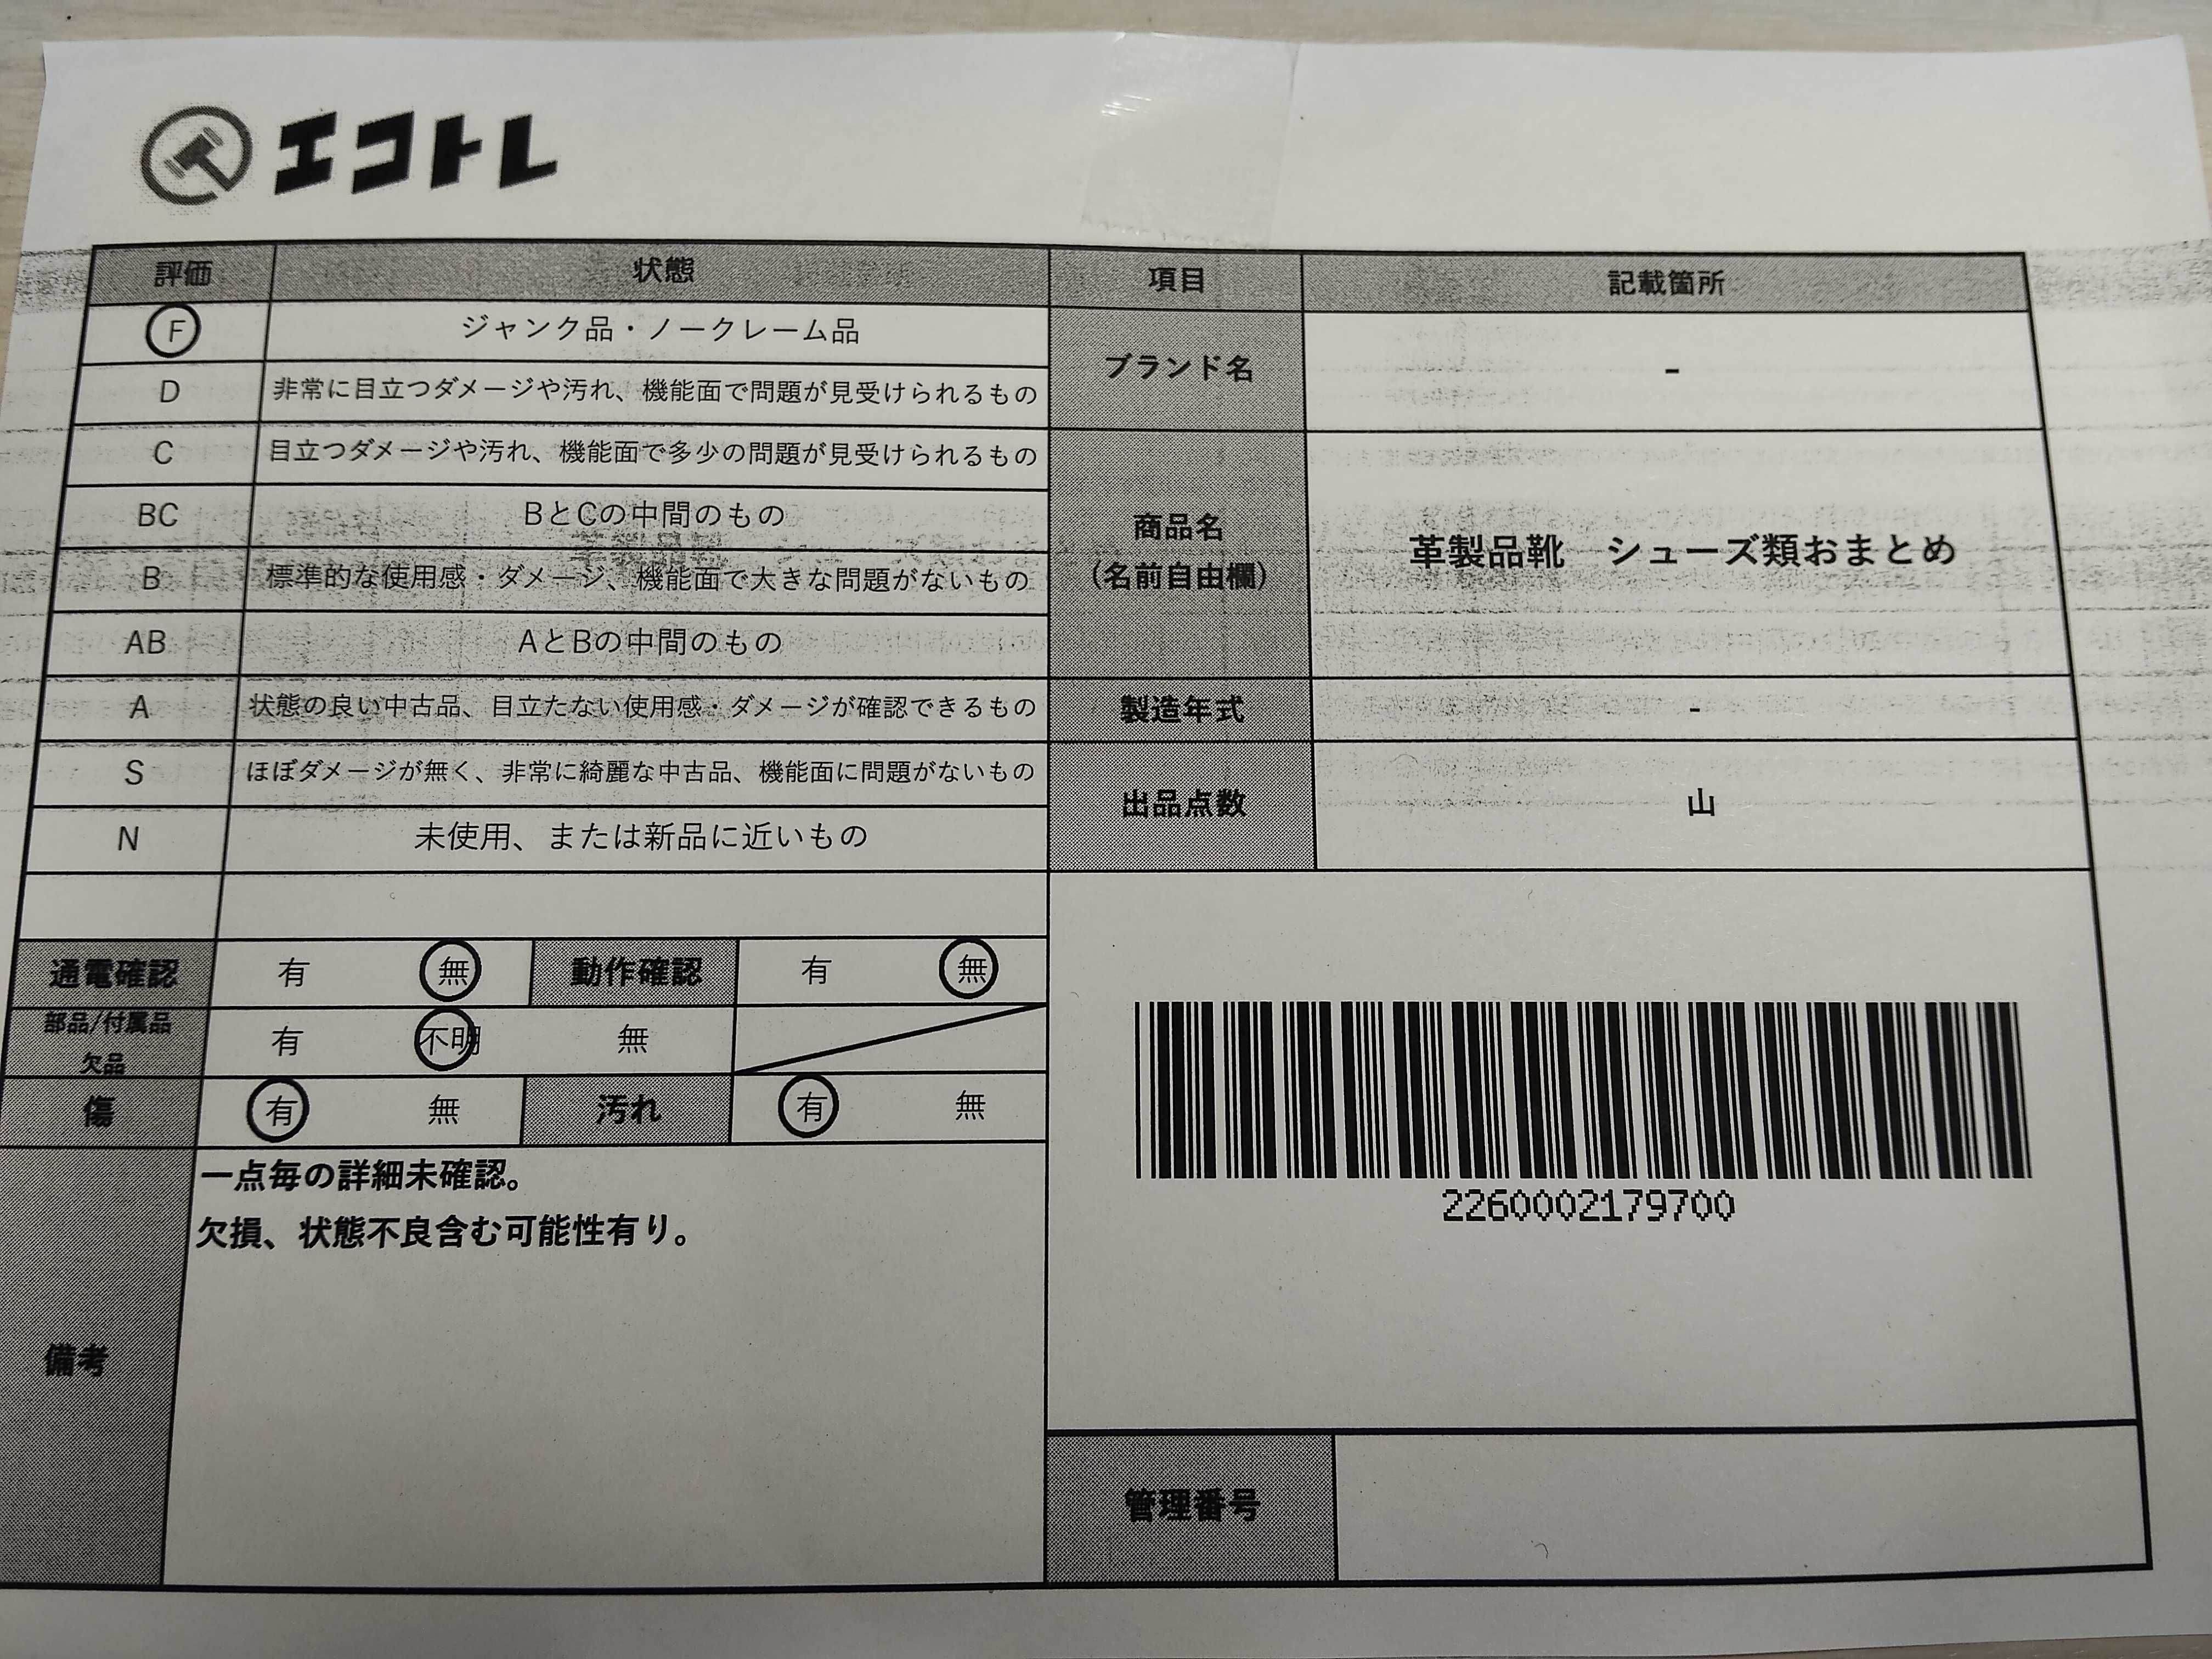 エコトレ
評価 状態 項目 記載箇所
F ジャンク品・ノークレーム品
D 非常に目立つダメージや汚れ、機能面で問題が見受けられるもの
ブランド名 -
C 目立つダメージや汚れ、機能面で多少の問題が見受けられるもの
BC BとCの中間のもの
B 標準的な使用感・ダメージ、機能面で大きな問題がないもの
商品名
(名前自由欄)
革製品靴 シューズ類おまとめ
AB AとBの中間のもの
A 状態の良い中古品、目立たない使用感・ダメージが確認できるもの
製造年式 -
S ほぼダメージが無く、非常に綺麗な中古品、機能面に問題がないもの
出品点数 山
N 未使用、または新品に近いもの
通電確認 有 無 動作確認 有 無
部品/付属品
欠品
有 不明 無
傷 有 無 汚れ 有 無
備考
一点毎の詳細未確認。
欠損、状態不良含む可能性有り。
2260002179700
管理番号